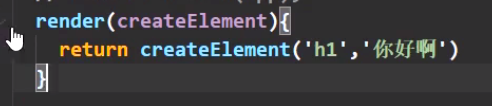 render(createElement){
return createElement('h1','你好啊')
}